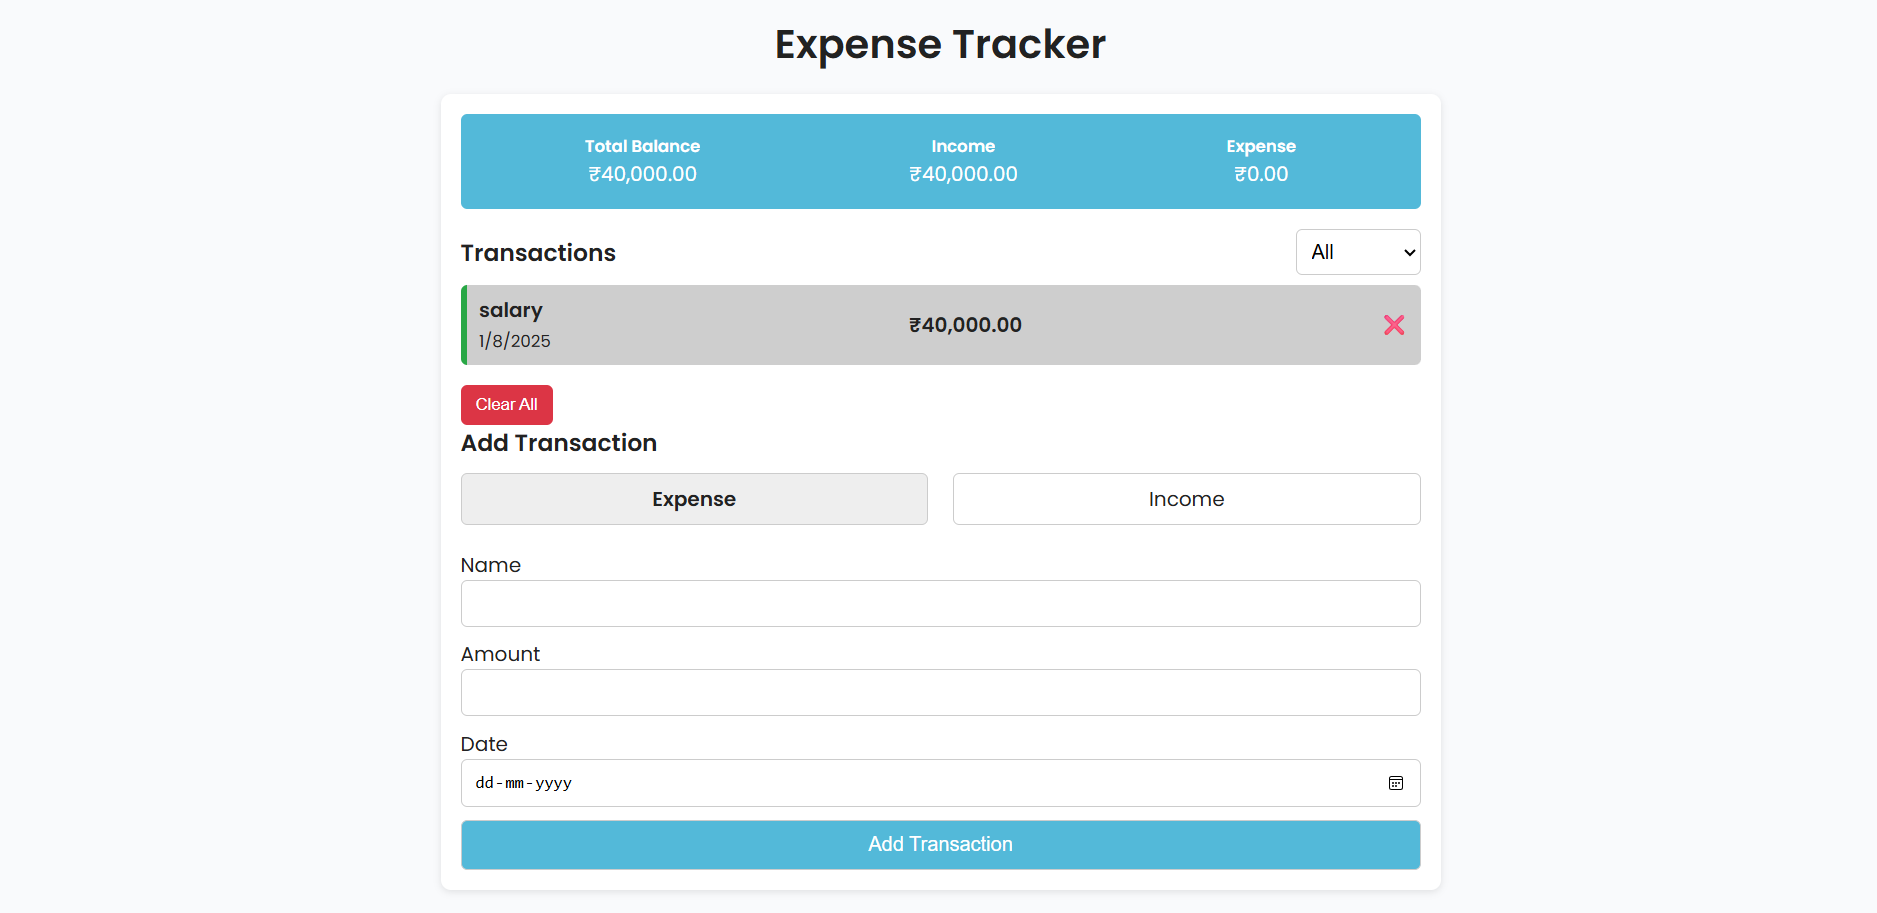 Expense Tracker
Total Balance Income Expense
₹40,000.00 ₹40,000.00 ₹0.00
Transactions All
salary
1/8/2025
₹40,000.00
Clear All
Add Transaction
Expense Income
Name
Amount
Date
dd-mm-yyyy
Add Transaction